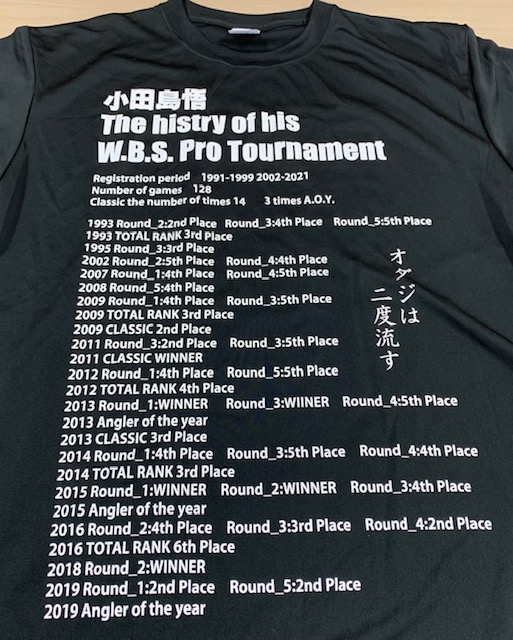 小田島悟
The histry of his
W.B.S. Pro Tournament
Registration period 1991-1999 2002-2021
Number of games 128
Classic the number of times 14 3 times A.O.Y.
1993 Round_2:2nd Place Round_3:4th Place Round_5:5th Place
1993 TOTAL RANK 3rd Place
1995 Round_3:3rd Place
2002 Round_2:5th Place Round_4:4th Place
2007 Round_1:4th Place Round_4:5th Place
2008 Round_5:4th Place
2009 Round_1:4th Place Round_3:5th Place
2009 TOTAL RANK 3rd Place
2009 CLASSIC 2nd Place
2011 Round_3:2nd Place Round_3:5th Place
2011 CLASSIC WINNER
2012 Round_1:4th Place Round_5:5th Place
2012 TOTAL RANK 4th Place
2013 Round_1:WINNER Round_3:WIINER Round_4:5th Place
2013 Angler of the year
2013 CLASSIC 3rd Place
2014 Round_1:4th Place Round_3:5th Place Round_4:4th Place
2014 TOTAL RANK 3rd Place
2015 Round_1:WINNER Round_2:WINNER Round_3:4th Place
2015 Angler of the year
2016 Round_2:4th Place Round_3:3rd Place Round_4:2nd Place
2016 TOTAL RANK 6th Place
2018 Round_2:WINNER
2019 Round_1:2nd Place Round_5:2nd Place
2019 Angler of the year
オダジは
二度流す